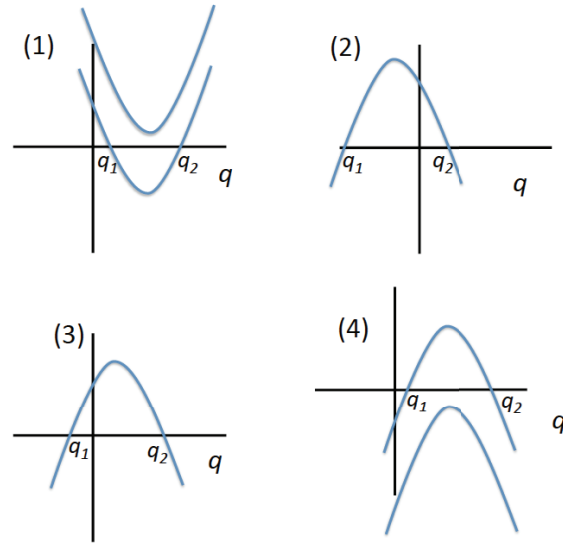 (1)
q₁ q₂
q
(2)
q₁ q₂
q
(3)
q₁ q₂
q
(4)
q₁ q₂
q